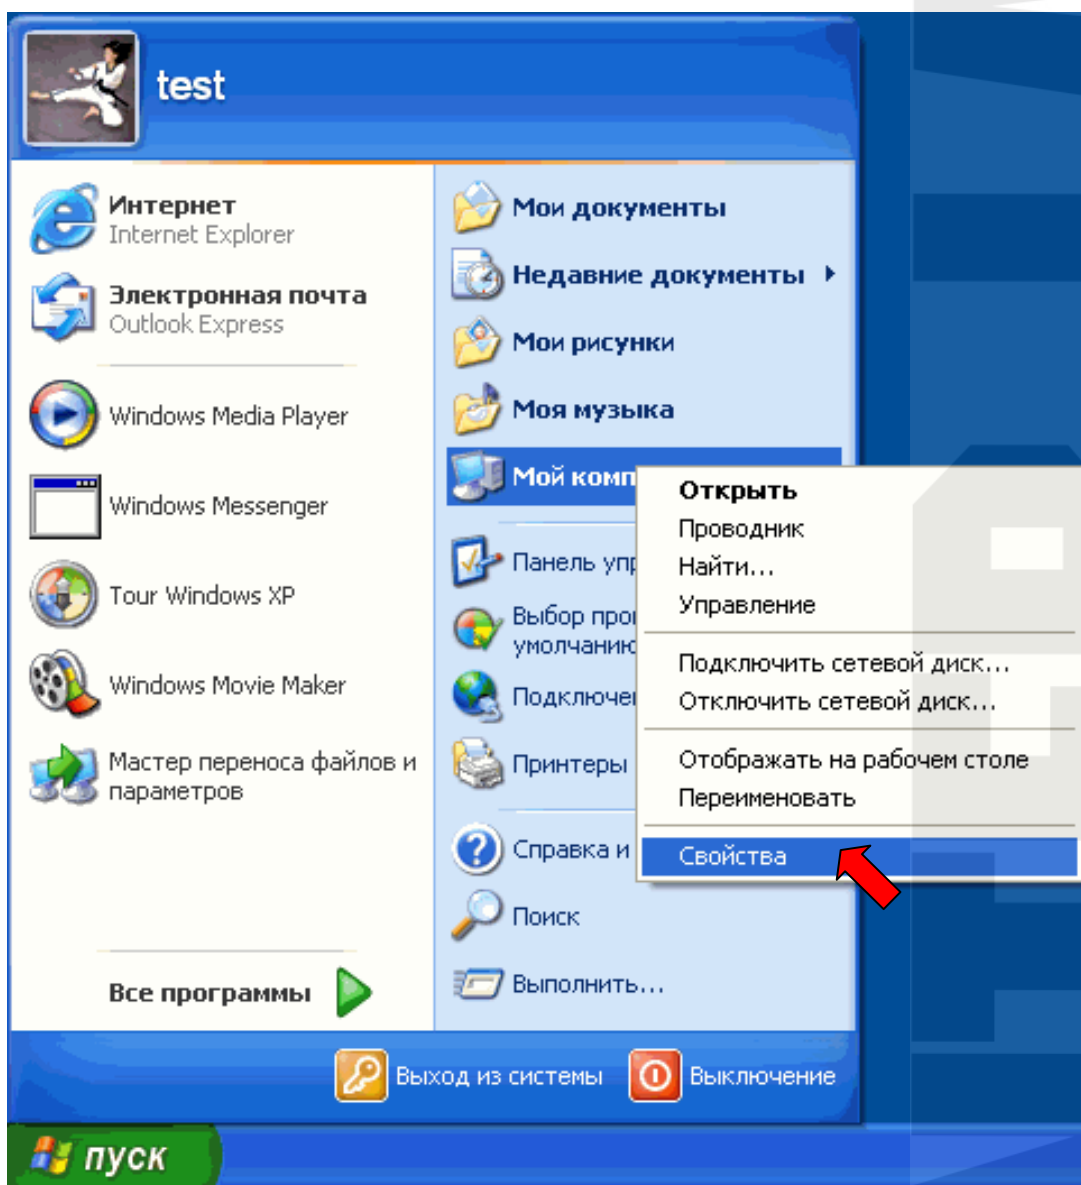 test
Интернет
Internet Explorer
Электронная почта
Outlook Express
Windows Media Player
Windows Messenger
Tour Windows XP
Windows Movie Maker
Мастер переноса файлов и
параметров
Все программы
Мои документы
Недавние документы
Мои рисунки
Моя музыка
Мой комп
Панель упр
Выбор про
умолчанию
Подключе
Принтеры
Справка и
Поиск
Выполнить...
Открыть
Проводник
Найти...
Управление
Подключить сетевой диск...
Отключить сетевой диск...
Отображать на рабочем столе
Переименовать
Свойства
Выход из системы
Выключение
пуск